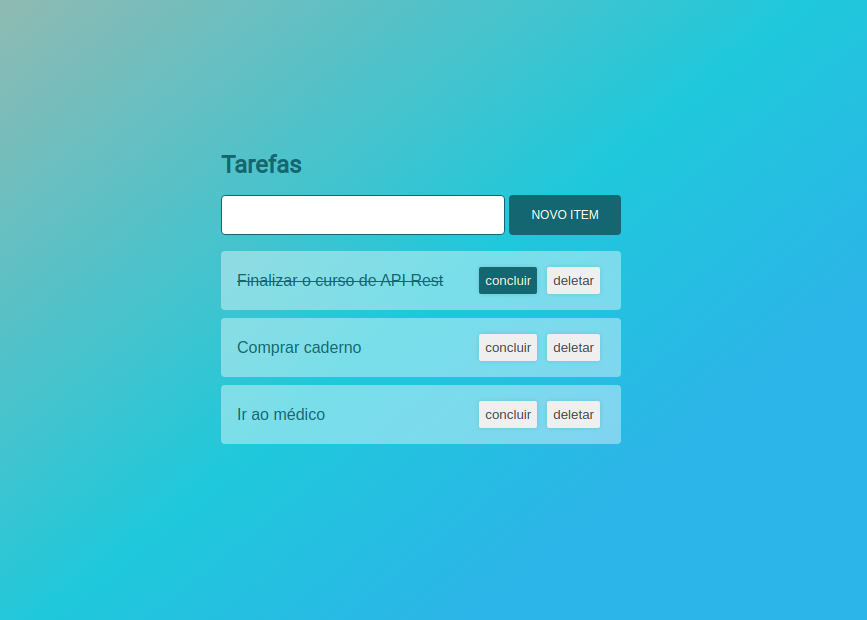 Tarefas
NOVO ITEM
Finalizar o curso de API Rest concluir deletar
Comprar caderno concluir deletar
Ir ao médico concluir deletar